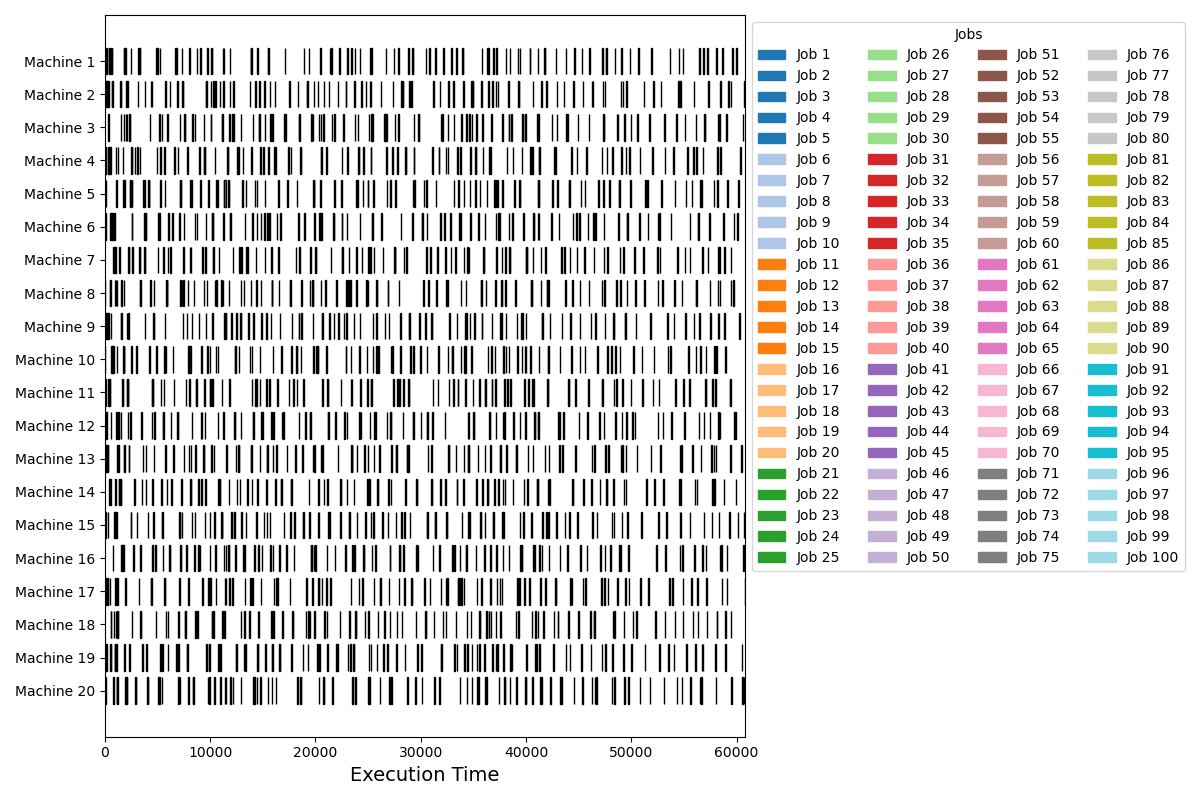 Jobs
Machine 1
Machine 2
Machine 3
Machine 4
Machine 5
Machine 6
Machine 7
Machine 8
Machine 9
Machine 10
Machine 11
Machine 12
Machine 13
Machine 14
Machine 15
Machine 16
Machine 17
Machine 18
Machine 19
Machine 20
0 10000 20000 30000 40000 50000 60000
Execution Time
Job 1 Job 26 Job 51 Job 76
Job 2 Job 27 Job 52 Job 77
Job 3 Job 28 Job 53 Job 78
Job 4 Job 29 Job 54 Job 79
Job 5 Job 30 Job 55 Job 80
Job 6 Job 31 Job 56 Job 81
Job 7 Job 32 Job 57 Job 82
Job 8 Job 33 Job 58 Job 83
Job 9 Job 34 Job 59 Job 84
Job 10 Job 35 Job 60 Job 85
Job 11 Job 36 Job 61 Job 86
Job 12 Job 37 Job 62 Job 87
Job 13 Job 38 Job 63 Job 88
Job 14 Job 39 Job 64 Job 89
Job 15 Job 40 Job 65 Job 90
Job 16 Job 41 Job 66 Job 91
Job 17 Job 42 Job 67 Job 92
Job 18 Job 43 Job 68 Job 93
Job 19 Job 44 Job 69 Job 94
Job 20 Job 45 Job 70 Job 95
Job 21 Job 46 Job 71 Job 96
Job 22 Job 47 Job 72 Job 97
Job 23 Job 48 Job 73 Job 98
Job 24 Job 49 Job 74 Job 99
Job 25 Job 50 Job 75 Job 100